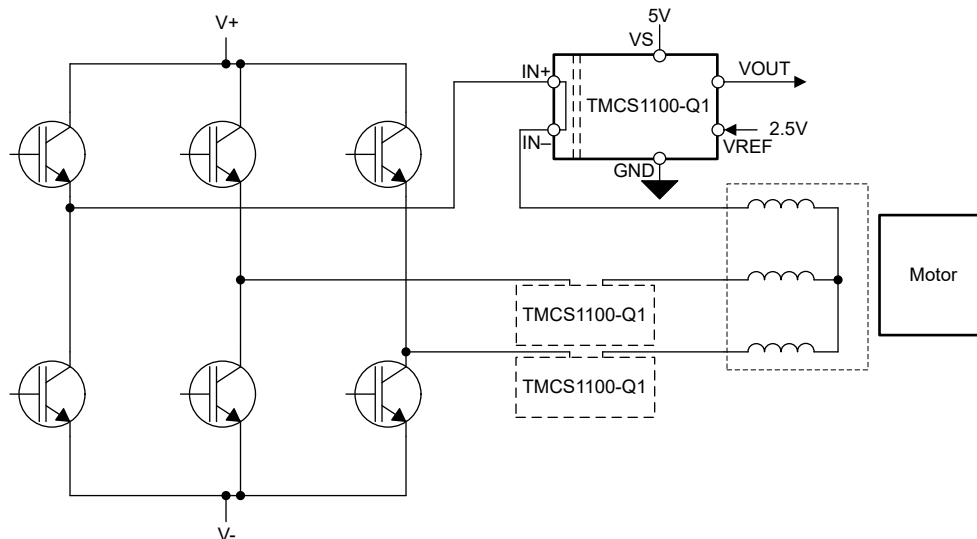 V+
5V
VS
IN+
VOUT
TMCS1100-Q1
IN–
2.5V
VREF
GND
Motor
TMCS1100-Q1
TMCS1100-Q1
V-